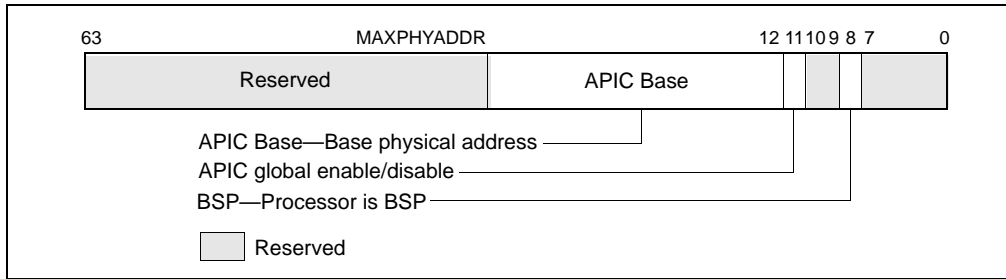 63 MAXPHYADDR 12 11 10 9 8 7 0
Reserved APIC Base
APIC Base—Base physical address
APIC global enable/disable
BSP—Processor is BSP
Reserved